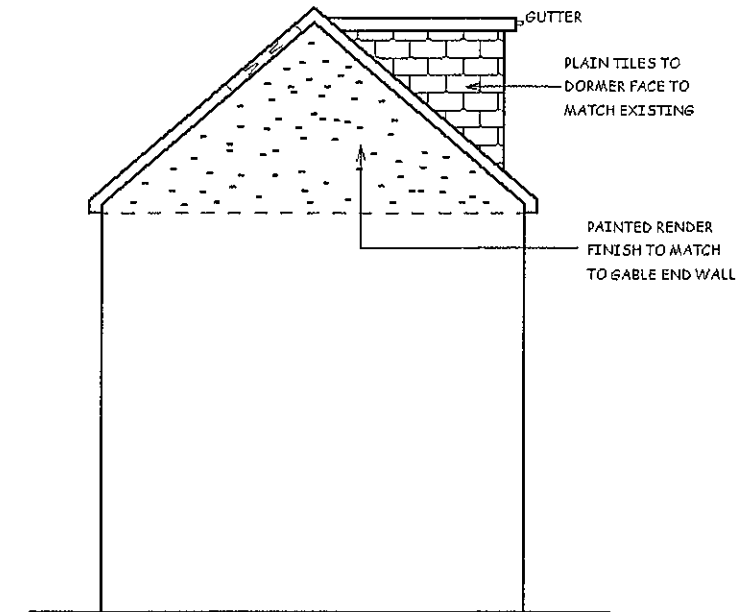 GUTTER
PLAIN TILES TO
DORMER FACE TO
MATCH EXISTING
PAINTED RENDER
FINISH TO MATCH
TO GABLE END WALL